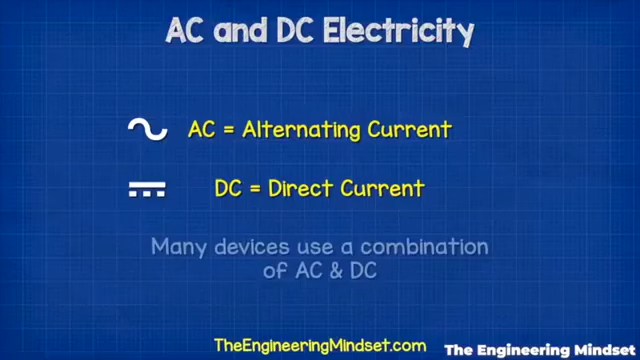 AC and DC Electricity
AC = Alternating Current
DC = Direct Current
Many devices use a combination
of AC & DC
TheEngineeringMindset.com
The Engineering Mindset